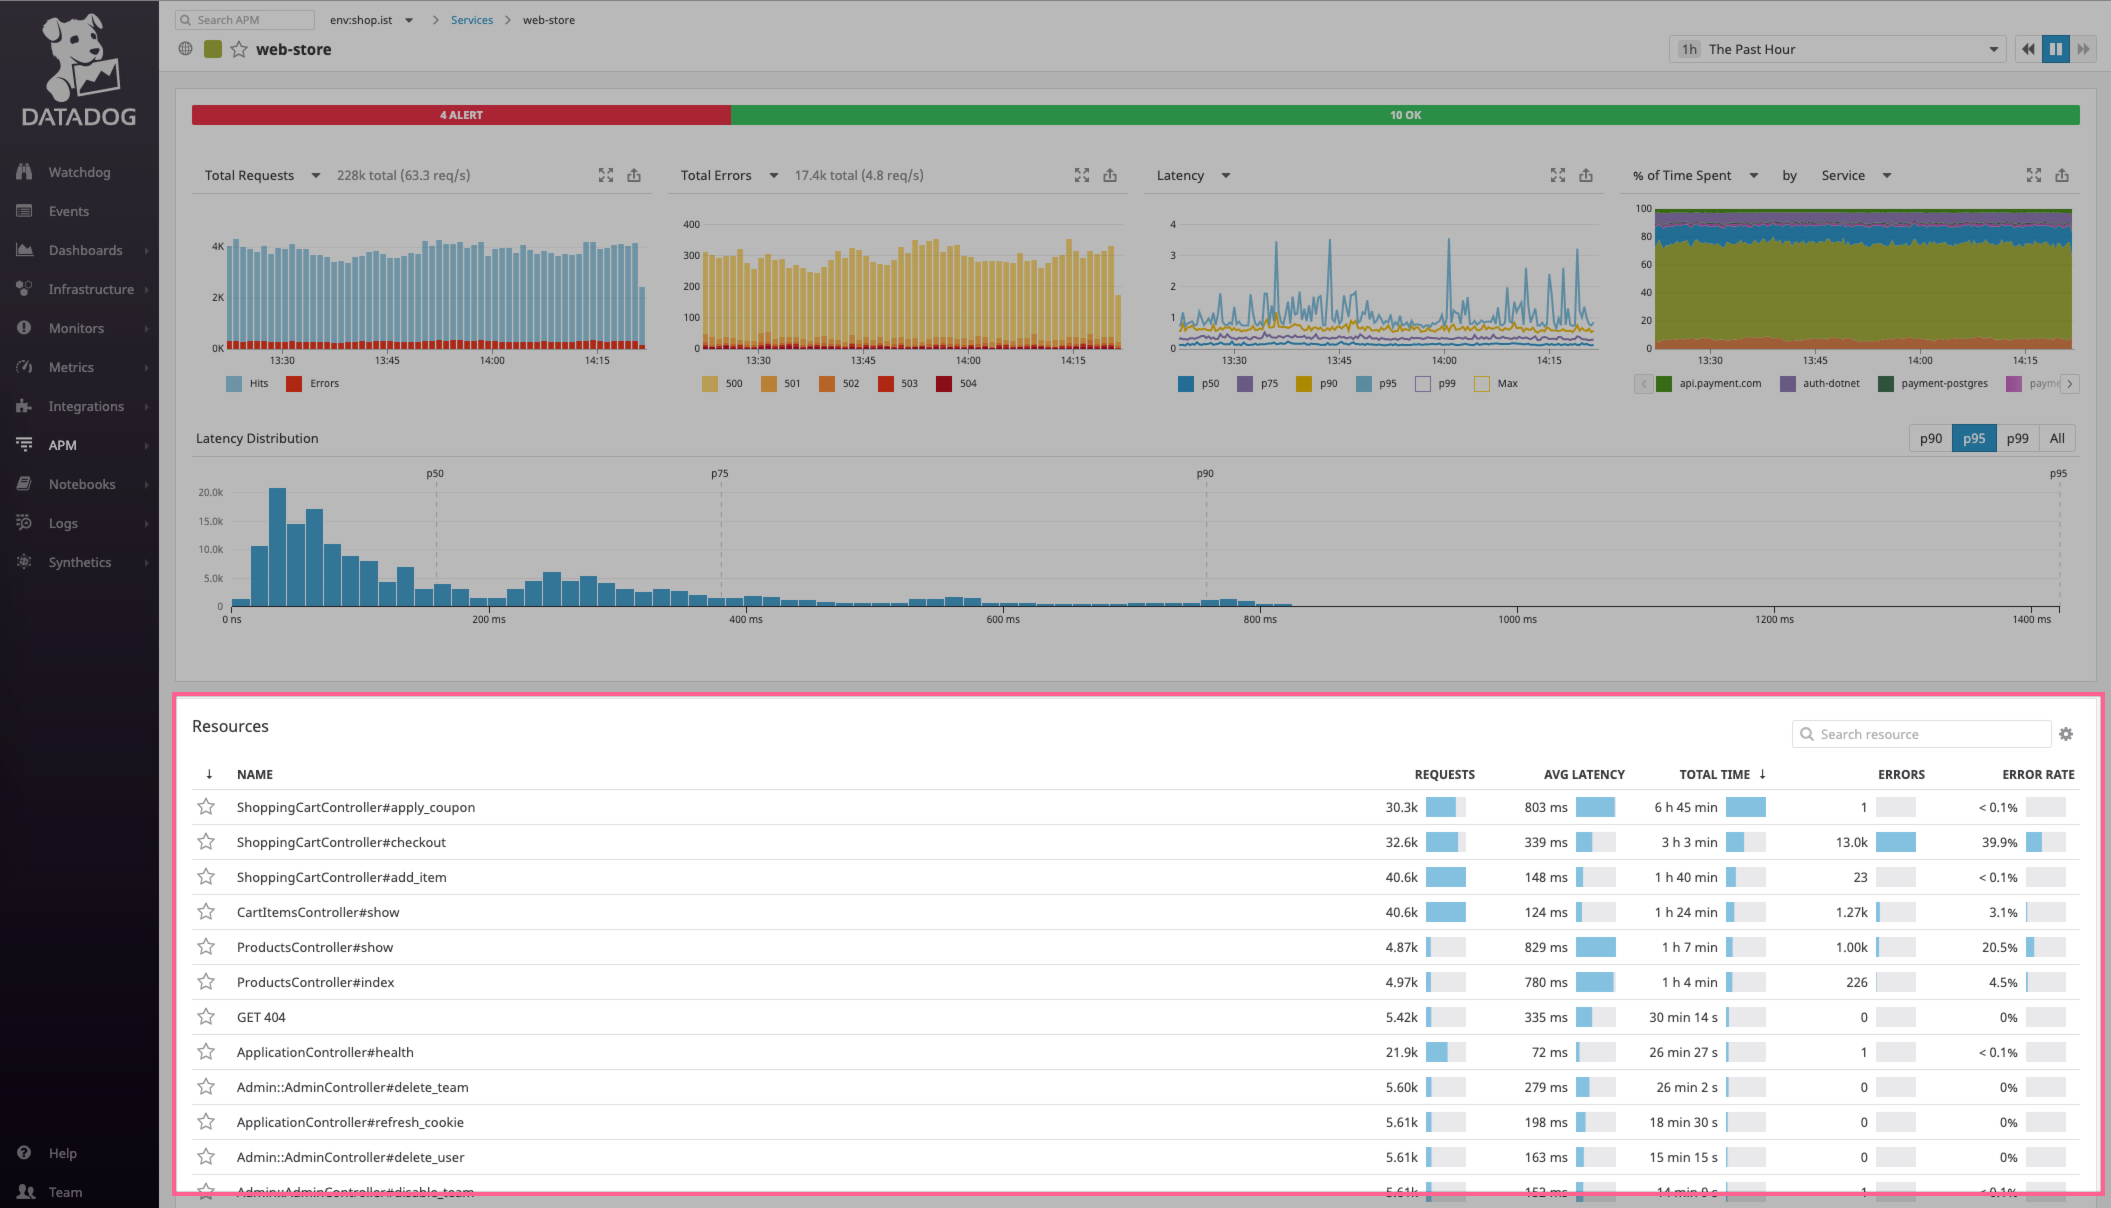 Search APM env:shop.ist Services web-store
web-store
1h The Past Hour
DATADOG
Watchdog
Events
Dashboards
Infrastructure
Monitors
Metrics
Integrations
APM
Notebooks
Logs
Synthetics
Help
Team
4 ALERT 10 OK
Total Requests 228k total (63.3 req/s)
4K
2K
0K
13:30 13:45 14:00 14:15
Hits Errors
Total Errors 17.4k total (4.8 req/s)
400
300
200
100
0
13:30 13:45 14:00 14:15
500 501 502 503 504
Latency
4
3
2
1
0
13:30 13:45 14:00 14:15
p50 p75 p90 p95 p99 Max
% of Time Spent by Service
100
80
60
40
20
0
13:30 13:45 14:00 14:15
api.payment.com auth-dotnet payment-postgres payme
Latency Distribution
p90 p95 p99 All
p50 p75 p90 p95
20.0k
15.0k
10.0k
5.0k
0
0 ns 200 ms 400 ms 600 ms 800 ms 1000 ms 1200 ms 1400 ms
Resources
Search resource
NAME REQUESTS AVG LATENCY TOTAL TIME ERRORS ERROR RATE
ShoppingCartController#apply_coupon 30.3k 803 ms 6 h 45 min 1 < 0.1%
ShoppingCartController#checkout 32.6k 339 ms 3 h 3 min 13.0k 39.9%
ShoppingCartController#add_item 40.6k 148 ms 1 h 40 min 23 < 0.1%
CartItemsController#show 40.6k 124 ms 1 h 24 min 1.27k 3.1%
ProductsController#show 4.87k 829 ms 1 h 7 min 1.00k 20.5%
ProductsController#index 4.97k 780 ms 1 h 4 min 226 4.5%
GET 404 5.42k 335 ms 30 min 14 s 0 0%
ApplicationController#health 21.9k 72 ms 26 min 27 s 1 < 0.1%
Admin::AdminController#delete_team 5.60k 279 ms 26 min 2 s 0 0%
ApplicationController#refresh_cookie 5.61k 198 ms 18 min 30 s 0 0%
Admin::AdminController#delete_user 5.61k 163 ms 15 min 15 s 0 0%
Admin::AdminController#disable_team 5.61k 152 ms 14 min 9 s 1 < 0.1%